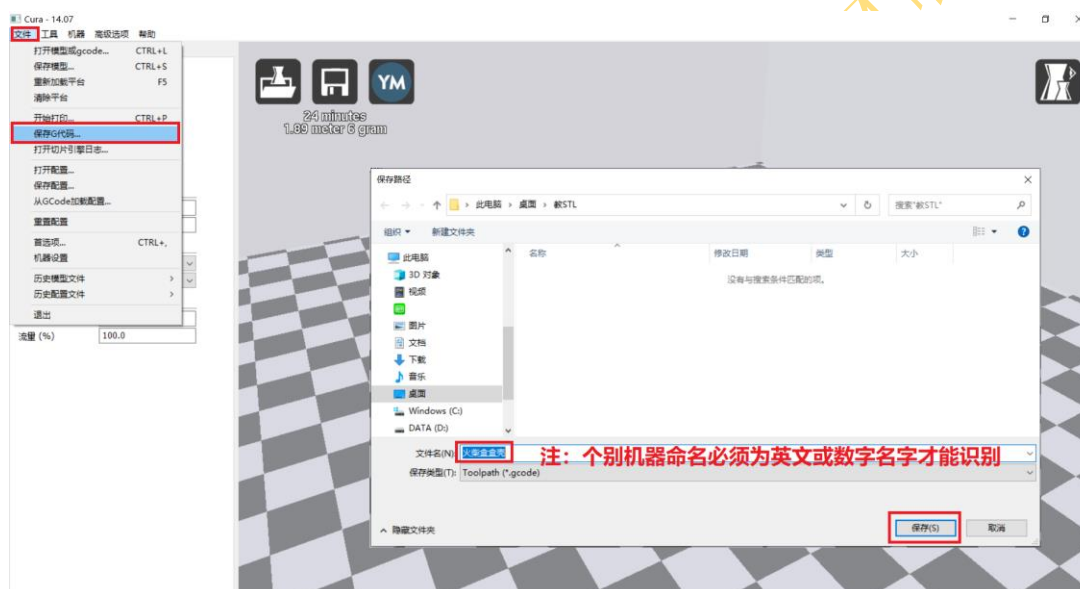 Cura - 14.07
文件 工具 机器 高级选项 帮助
打开模型或gcode... CTRL+L
保存模型... CTRL+S
重新加载平台 F5
清除平台
开始打印... CTRL+P
保存G代码...
打开切片引擎日志...
打开配置...
保存配置...
从GCode加载配置...
重置配置
首选项... CTRL+,
机器设置
历史模型文件 >
历史配置文件 >
退出
流量 (%) 100.0
YM
24 minutes
1.89 meter 6 gram
保存路径
此电脑 › 桌面 › 教STL
搜索"教STL"
组织 新建文件夹
名称 修改日期 类型 大小
没有与搜索条件匹配的项。
此电脑
3D 对象
视频
图片
文档
下载
音乐
桌面
Windows (C:)
DATA (D:)
文件名(N): 火柴盒盒壳
注：个别机器命名必须为英文或数字名字才能识别
保存类型(T): Toolpath (*.gcode)
隐藏文件夹
保存(S) 取消